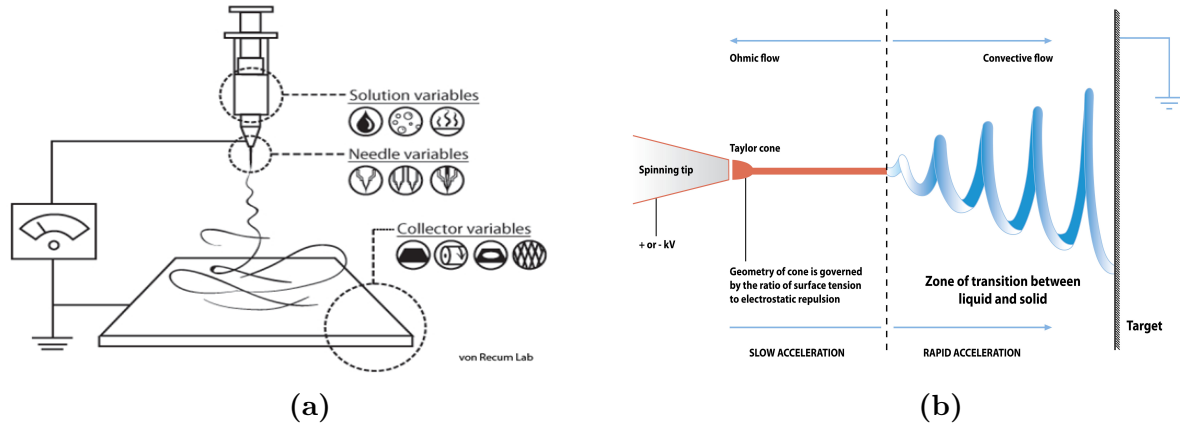 Solution variables
Needle variables
Collector variables
von Recum Lab
(a)
Ohmic flow
Convective flow
Taylor cone
Spinning tip
+ or - kV
Geometry of cone is governed
by the ratio of surface tension
to electrostatic repulsion
Zone of transition between
liquid and solid
Target
SLOW ACCELERATION
RAPID ACCELERATION
(b)